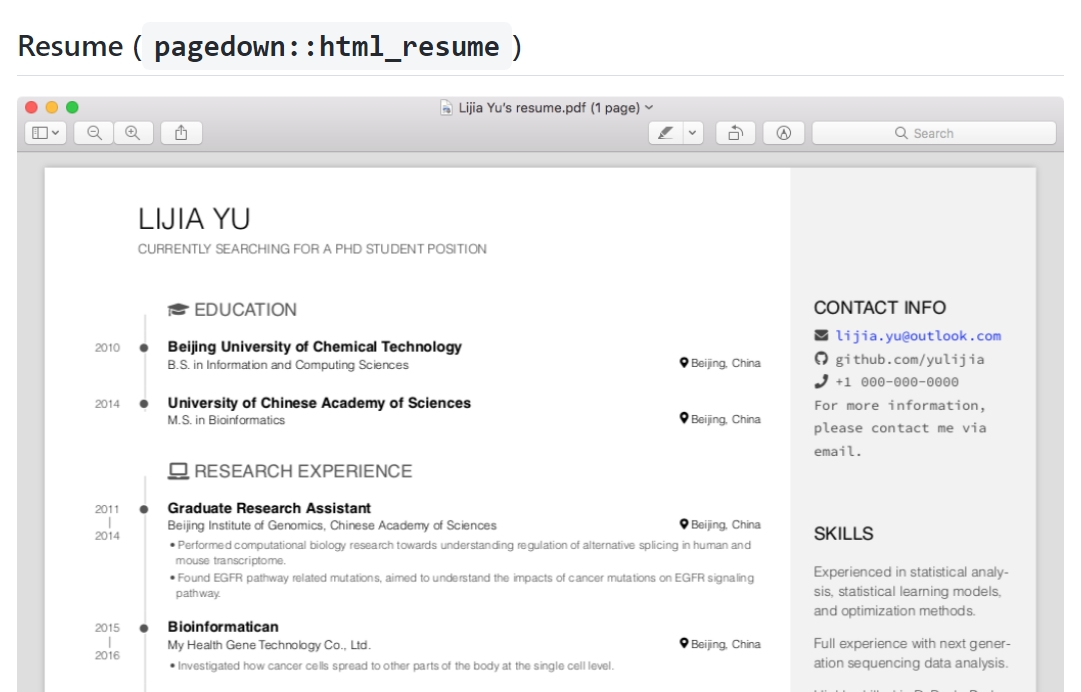 Resume (pagedown::html_resume)
Lijia Yu's resume.pdf (1 page)
Search
LIJIA YU
CURRENTLY SEARCHING FOR A PHD STUDENT POSITION
EDUCATION
2010
Beijing University of Chemical Technology
B.S. in Information and Computing Sciences
Beijing, China
2014
University of Chinese Academy of Sciences
M.S. in Bioinformatics
Beijing, China
RESEARCH EXPERIENCE
2011
|
2014
Graduate Research Assistant
Beijing Institute of Genomics, Chinese Academy of Sciences
Beijing, China
• Performed computational biology research towards understanding regulation of alternative splicing in human and
mouse transcriptome.
• Found EGFR pathway related mutations, aimed to understand the impacts of cancer mutations on EGFR signaling
pathway.
2015
|
2016
Bioinformatican
My Health Gene Technology Co., Ltd.
Beijing, China
• Investigated how cancer cells spread to other parts of the body at the single cell level.
CONTACT INFO
lijia.yu@outlook.com
github.com/yulijia
+1 000-000-0000
For more information,
please contact me via
email.
SKILLS
Experienced in statistical analy-
sis, statistical learning models,
and optimization methods.
Full experience with next gener-
ation sequencing data analysis.